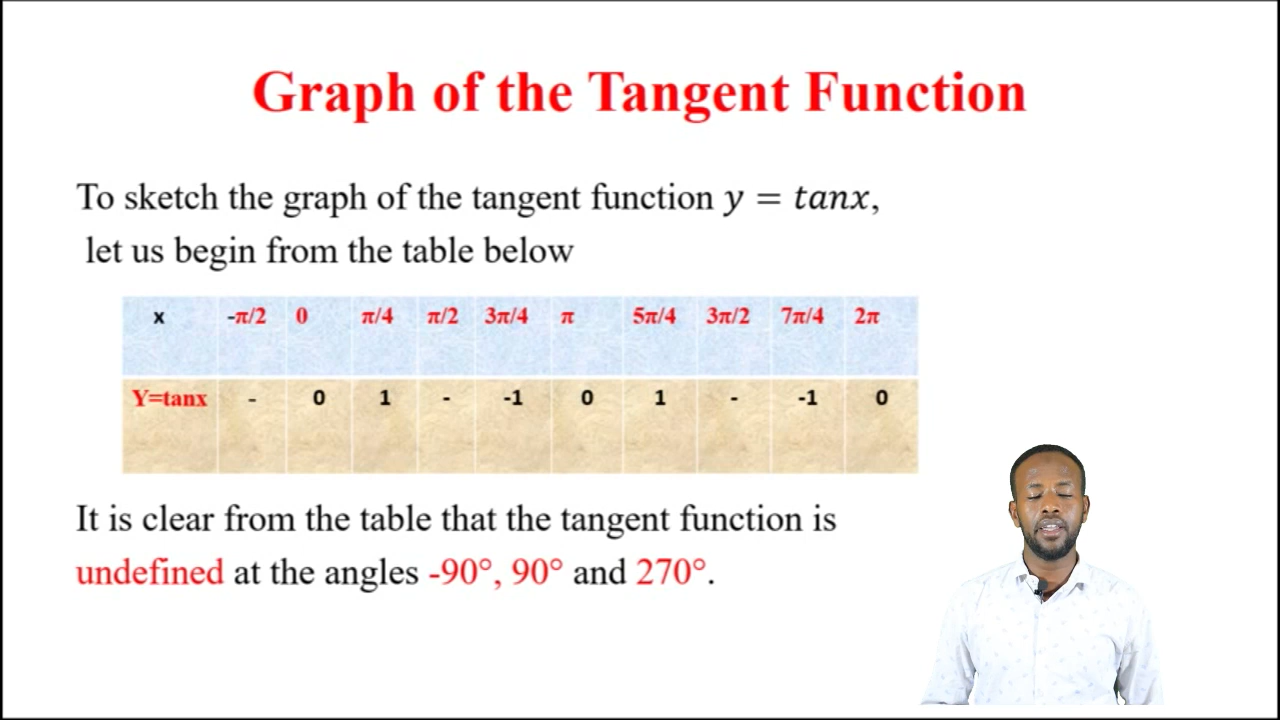 Graph of the Tangent Function
To sketch the graph of the tangent function y = tanx,
let us begin from the table below
x -π/2 0 π/4 π/2 3π/4 π 5π/4 3π/2 7π/4 2π
Y=tanx - 0 1 - -1 0 1 - -1 0
It is clear from the table that the tangent function is
undefined at the angles -90°, 90° and 270°.